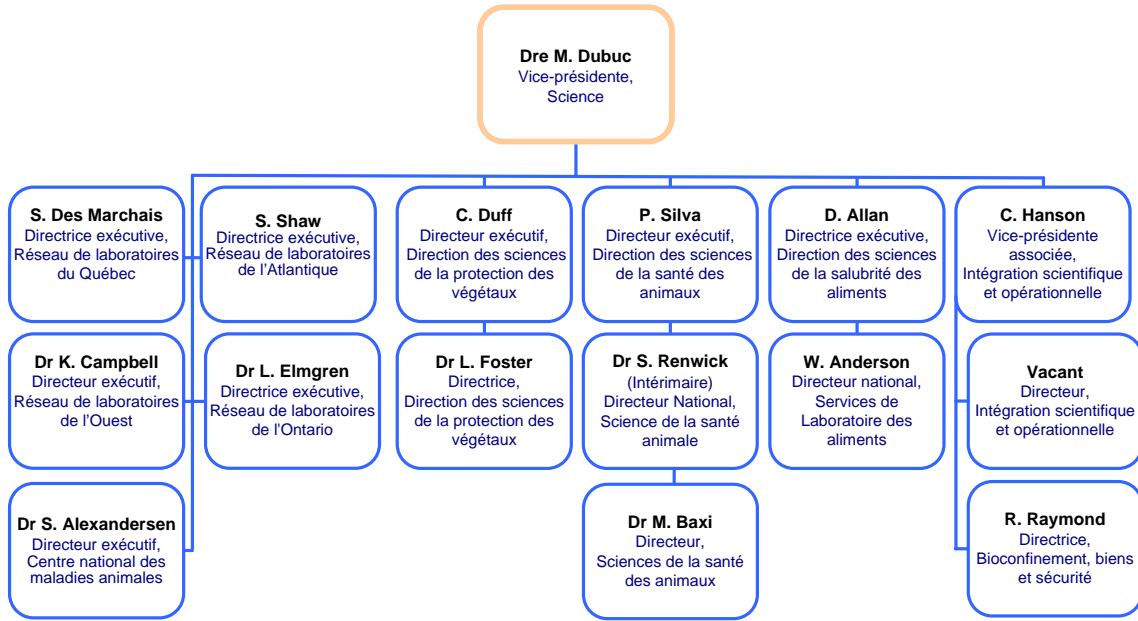 Dre M. Dubuc
Vice-présidente,
Science
S. Des Marchais
Directrice exécutive,
Réseau de laboratoires
du Québec
S. Shaw
Directrice exécutive,
Réseau de laboratoires
de l'Atlantique
C. Duff
Directeur exécutif,
Direction des sciences
de la protection des
végétaux
P. Silva
Directeur exécutif,
Direction des sciences
de la santé des
animaux
D. Allan
Directrice exécutive,
Direction des sciences
de la salubrité des
aliments
C. Hanson
Vice-présidente
associée,
Intégration scientifique
et opérationnelle
Dr K. Campbell
Directeur exécutif,
Réseau de laboratoires
de l'Ouest
Dr L. Elmgren
Directrice exécutive,
Réseau de laboratoires
de l'Ontario
Dr L. Foster
Directrice,
Direction des sciences
de la protection des
végétaux
Dr S. Renwick
(Intérimaire)
Directeur National,
Science de la santé
animale
W. Anderson
Directeur national,
Services de
Laboratoire des
aliments
Vacant
Directeur,
Intégration scientifique
et opérationnelle
Dr S. Alexandersen
Directeur exécutif,
Centre national des
maladies animales
Dr M. Baxi
Directeur,
Sciences de la santé
des animaux
R. Raymond
Directrice,
Bioconfinement, biens
et sécurité